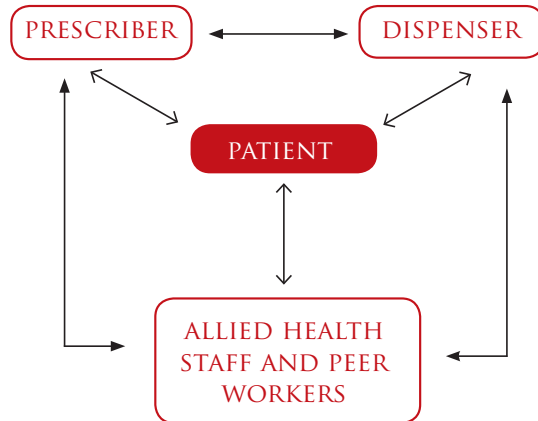 PRESCRIBER
DISPENSER
PATIENT
ALLIED HEALTH
STAFF AND PEER
WORKERS